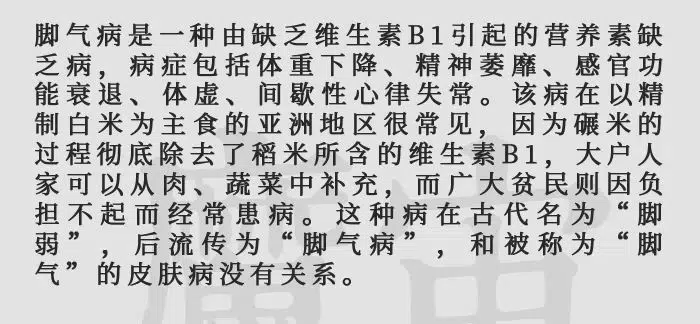 脚气病是一种由缺乏维生素B1引起的营养素缺
乏病，病症包括体重下降、精神萎靡、感官功
能衰退、体虚、间歇性心律失常。该病在以精
制白米为主食的亚洲地区很常见，因为碾米的
过程彻底除去了稻米所含的维生素B1，大户人
家可以从肉、蔬菜中补充，而广大贫民则因负
担不起而经常患病。这种病在古代名为“脚
弱”，后流传为“脚气病”，和被称为“脚
气”的皮肤病没有关系。